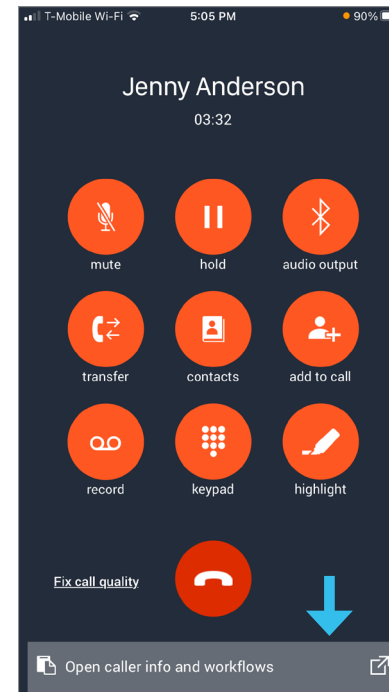 T-Mobile Wi-Fi 5:05 PM 90%
Jenny Anderson
03:32
mute hold audio output
transfer contacts add to call
record keypad highlight
Fix call quality
Open caller info and workflows